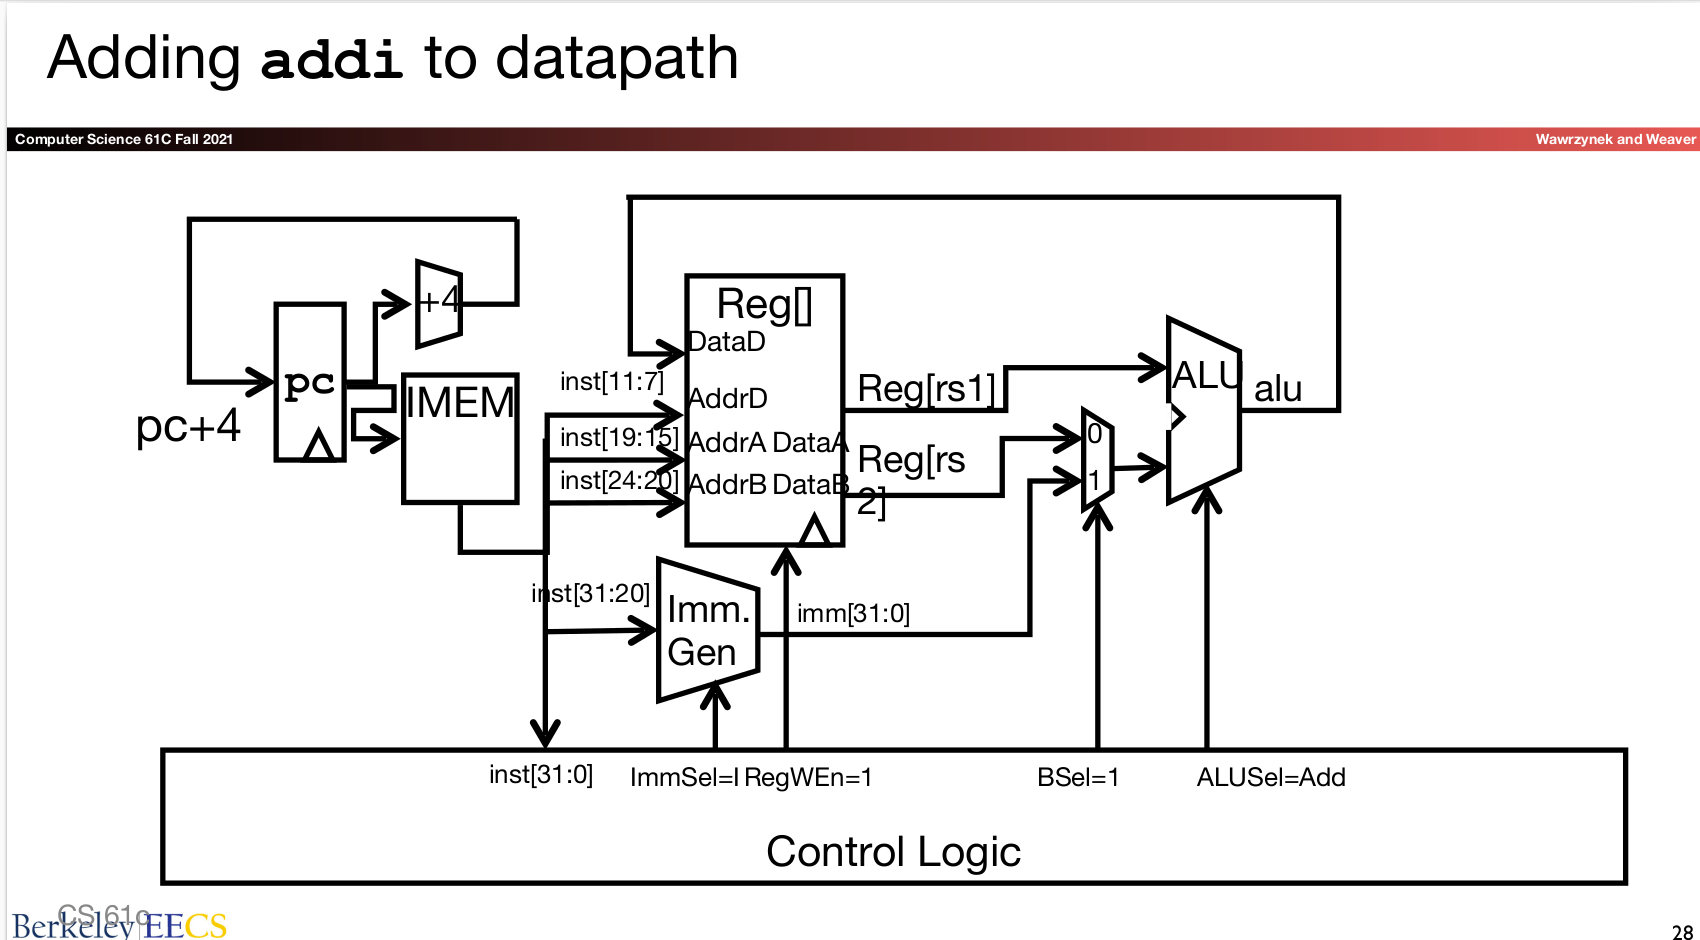 Adding addi to datapath
Computer Science 61C Fall 2021
Wawrzynek and Weaver
+4
pc
pc+4
IMEM
Reg[]
DataD
inst[11:7]
AddrD
inst[19:15]
AddrA DataA
inst[24:20]
AddrB DataB
Reg[rs1]
Reg[rs
2]
0
1
ALU
alu
inst[31:20]
Imm.
Gen
imm[31:0]
inst[31:0]
ImmSel=I
RegWEn=1
BSel=1
ALUSel=Add
Control Logic
CS 61c
Berkeley EECS
28